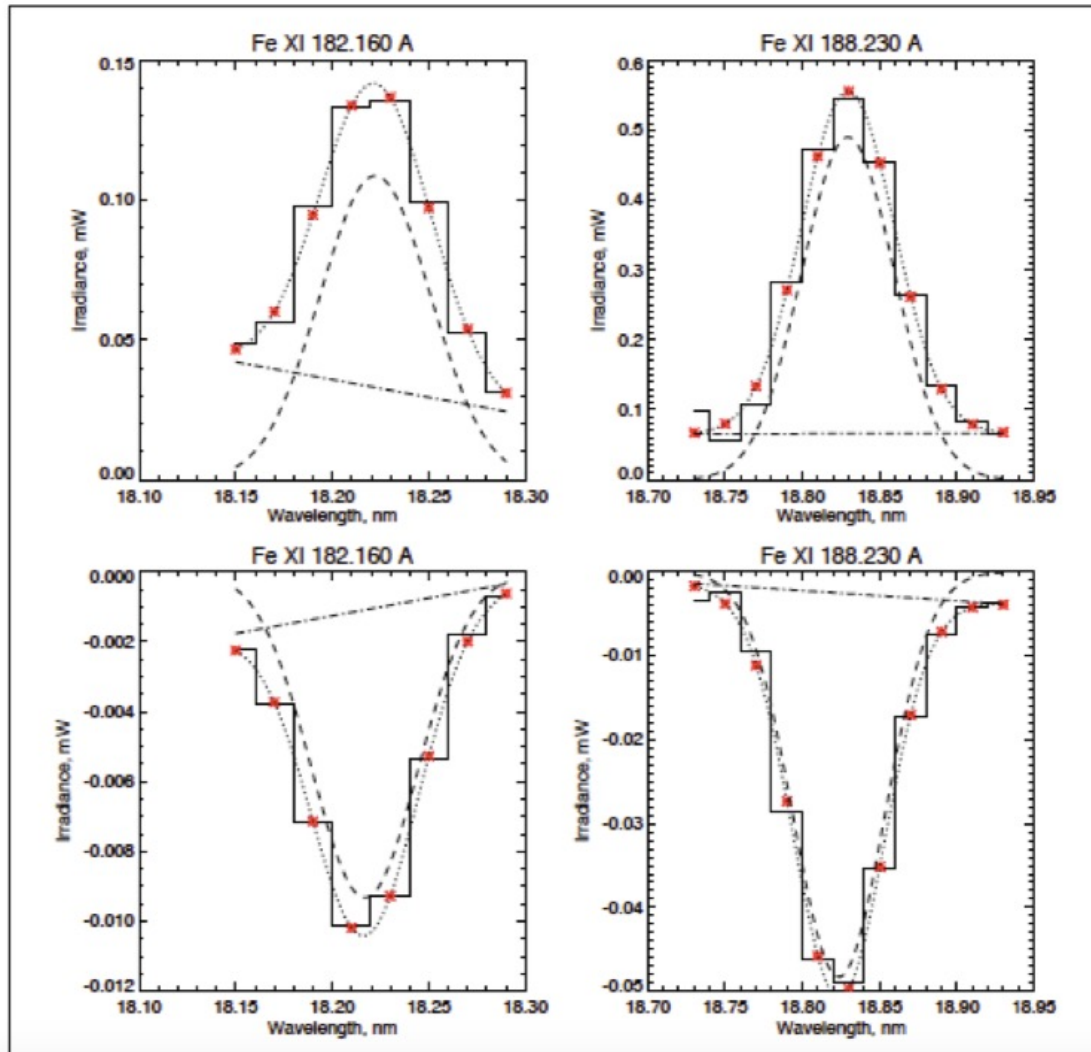 Fe XI 182.160 A
0.15
0.10
0.05
0.00
Irradiance, mW
18.10 18.15 18.20 18.25 18.30
Wavelength, nm
Fe XI 188.230 A
0.6
0.5
0.4
0.3
0.2
0.1
0.0
Irradiance, mW
18.70 18.75 18.80 18.85 18.90 18.95
Wavelength, nm
Fe XI 182.160 A
0.000
-0.002
-0.004
-0.006
-0.008
-0.010
-0.012
Irradiance, mW
18.10 18.15 18.20 18.25 18.30
Wavelength, nm
Fe XI 188.230 A
0.00
-0.01
-0.02
-0.03
-0.04
-0.05
Irradiance, mW
18.70 18.75 18.80 18.85 18.90 18.95
Wavelength, nm